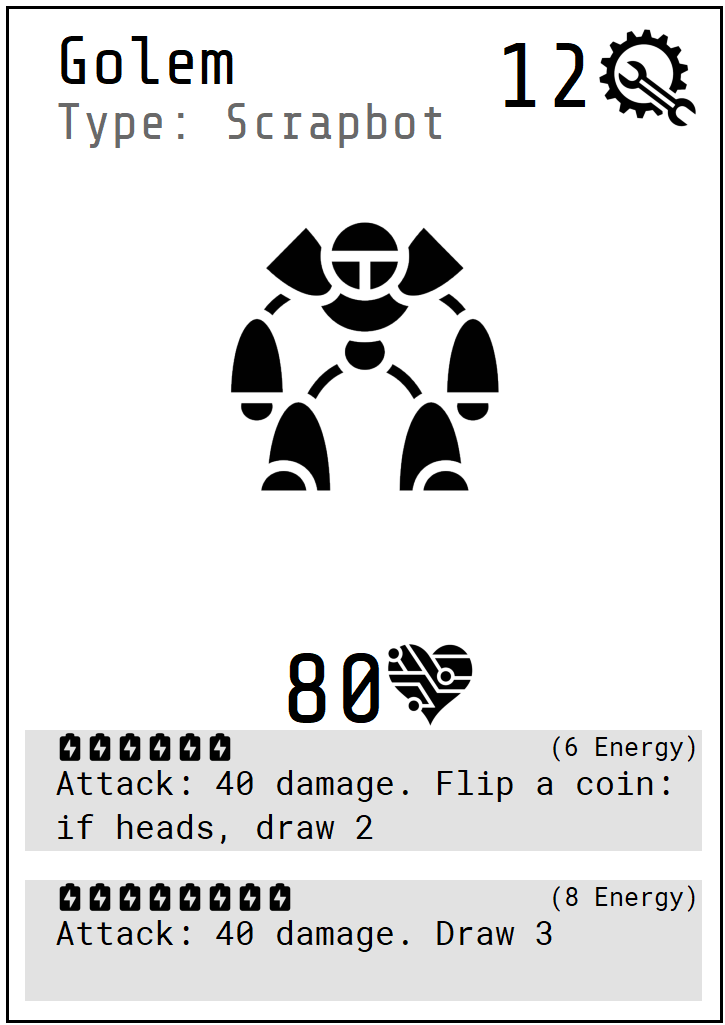 Golem
12
Type: Scrapbot
80
(6 Energy)
Attack: 40 damage. Flip a coin:
if heads, draw 2
(8 Energy)
Attack: 40 damage. Draw 3